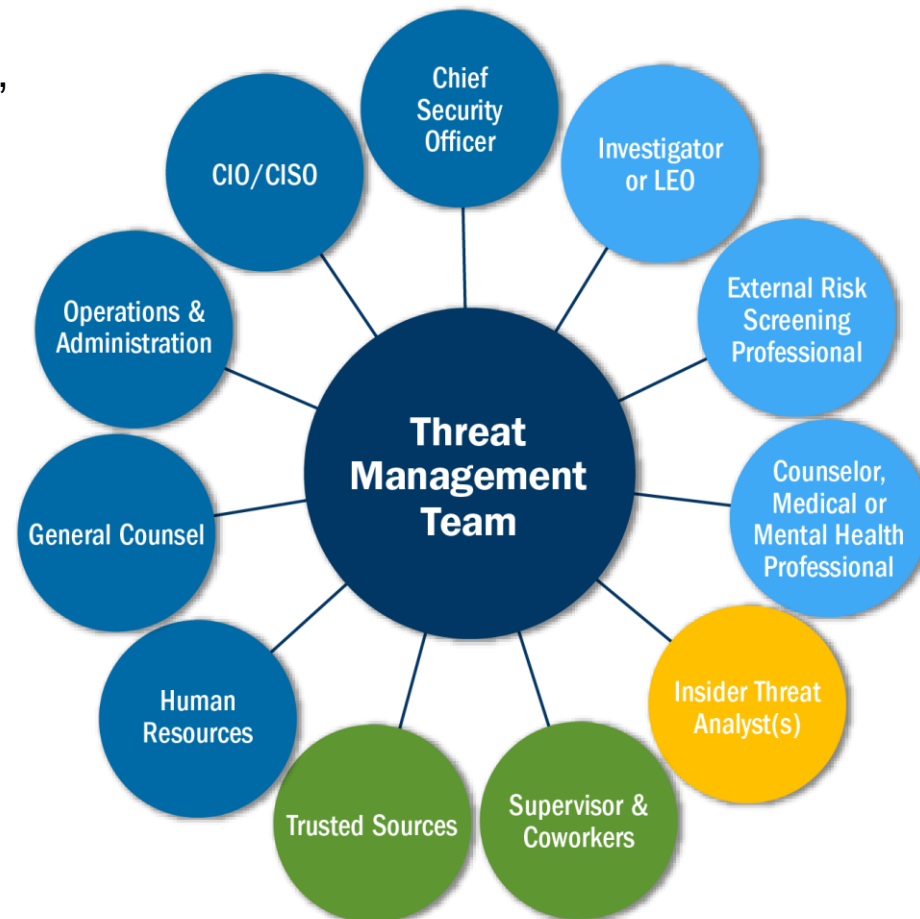 ,
Chief
Security
Officer
Investigator
or LEO
External Risk
Screening
Professional
Counselor,
Medical or
Mental Health
Professional
Insider Threat
Analyst(s)
Supervisor &
Coworkers
Trusted Sources
Human
Resources
General Counsel
Operations &
Administration
CIO/CISO
Threat
Management
Team